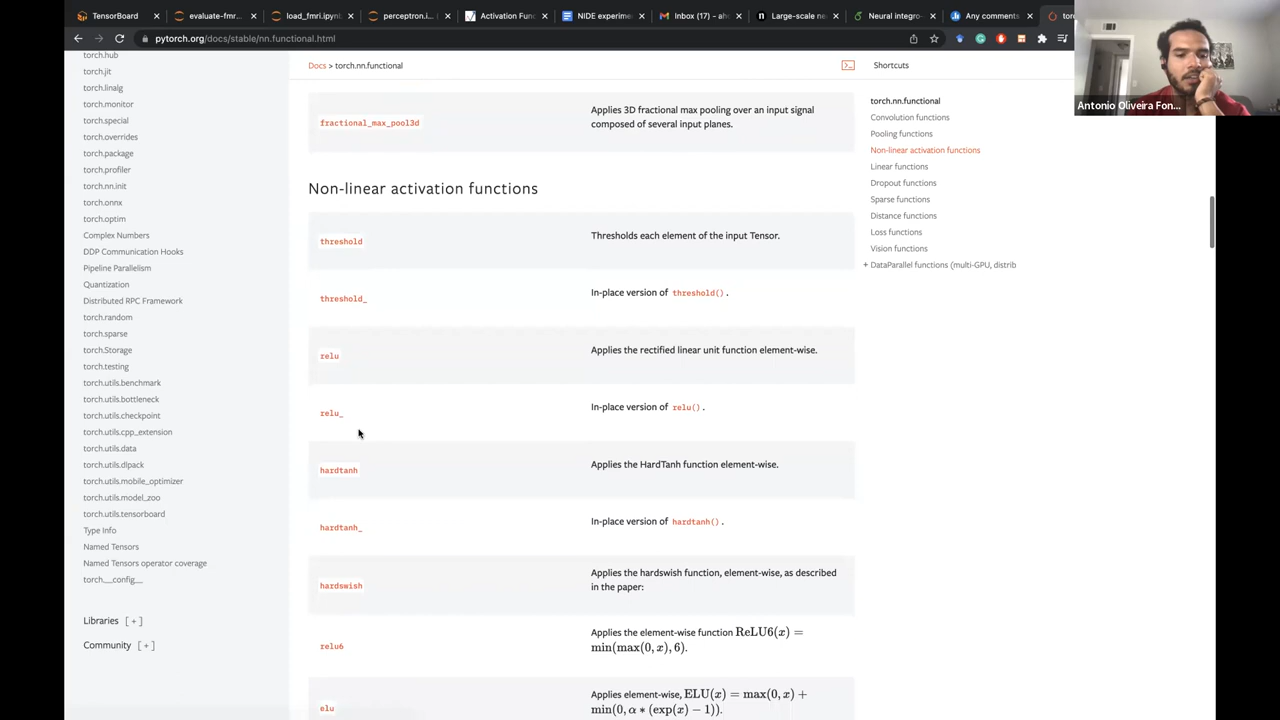 TensorBoard
evaluate-fmr
load_fmri.ipyn
perceptron.i
Activation Func
NIDE experime
Inbox (17) - ahe
Large-scale ne
Neural integro-
Any comments
pytorch.org/docs/stable/nn.functional.html
Antonio Oliveira Fon...
torch.hub
torch.jit
torch.linalg
torch.monitor
torch.special
torch.overrides
torch.package
torch.profiler
torch.nn.init
torch.onnx
torch.optim
Complex Numbers
DDP Communication Hooks
Pipeline Parallelism
Quantization
Distributed RPC Framework
torch.random
torch.sparse
torch.Storage
torch.testing
torch.utils.benchmark
torch.utils.bottleneck
torch.utils.checkpoint
torch.utils.cpp_extension
torch.utils.data
torch.utils.dlpack
torch.utils.mobile_optimizer
torch.utils.model_zoo
torch.utils.tensorboard
Type Info
Named Tensors
Named Tensors operator coverage
torch.__config__
Libraries [ + ]
Community [ + ]
Docs > torch.nn.functional
fractional_max_pool3d
Applies 3D fractional max pooling over an input signal
composed of several input planes.
Non-linear activation functions
threshold
Thresholds each element of the input Tensor.
threshold_
In-place version of threshold().
relu
Applies the rectified linear unit function element-wise.
relu_
In-place version of relu().
hardtanh
Applies the HardTanh function element-wise.
hardtanh_
In-place version of hardtanh().
hardswish
Applies the hardswish function, element-wise, as described
in the paper:
relu6
Applies the element-wise function ReLU6(x) =
min(max(0, x), 6).
elu
Applies element-wise, ELU(x) = max(0, x) +
min(0, α * (exp(x) − 1)).
Shortcuts
torch.nn.functional
Convolution functions
Pooling functions
Non-linear activation functions
Linear functions
Dropout functions
Sparse functions
Distance functions
Loss functions
Vision functions
+ DataParallel functions (multi-GPU, distrib